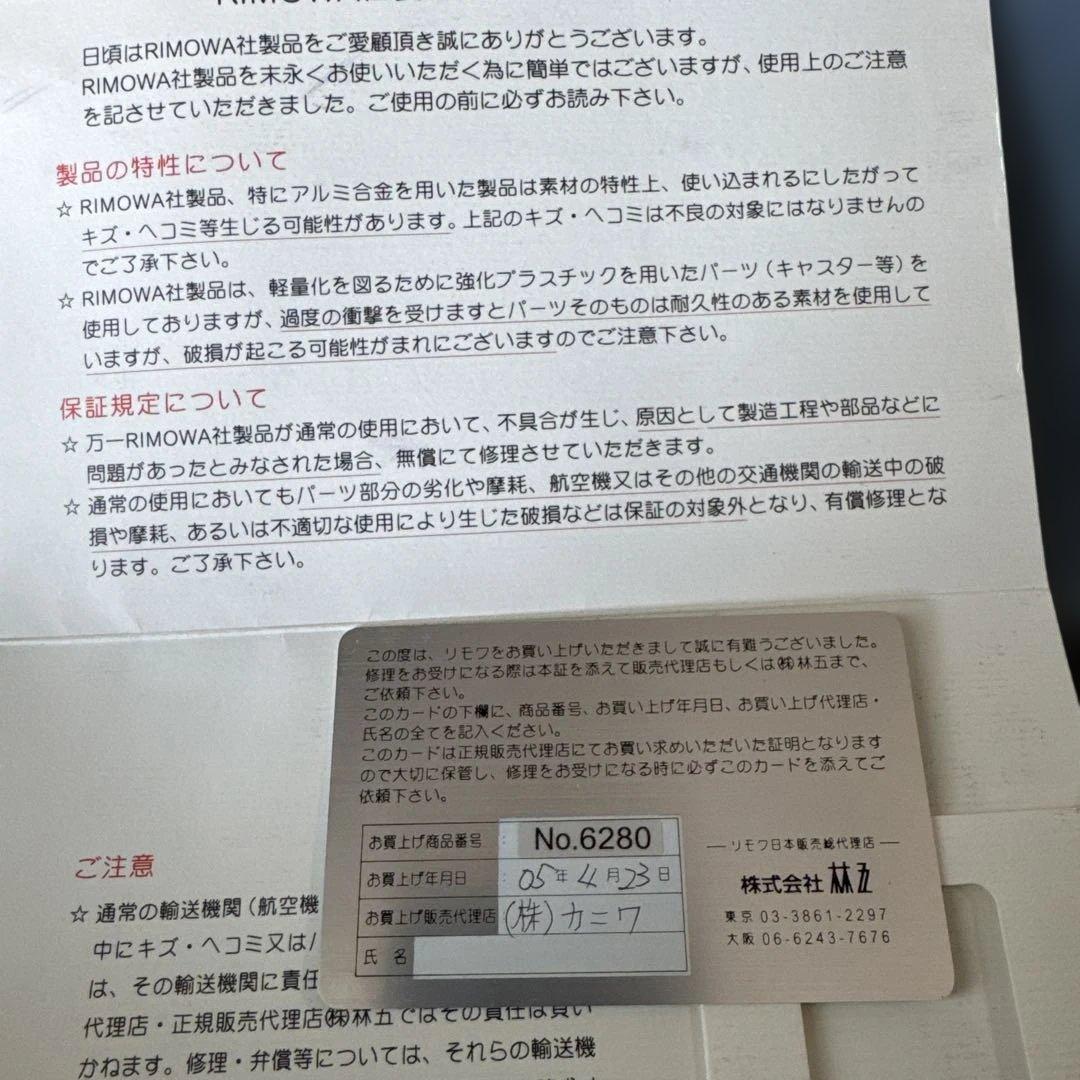 RIMOWA社製
日頃はRIMOWA社製品をご愛顧頂き誠にありがとうございます。
RIMOWA社製品を末永くお使いいただく為に簡単ではございますが、使用上のご注意
を記させていただきました。ご使用の前に必ずお読み下さい。
製品の特性について
☆ RIMOWA社製品、特にアルミ合金を用いた製品は素材の特性上、使い込まれるにしたがって
キズ・ヘコミ等生じる可能性があります。上記のキズ・ヘコミは不良の対象にはなりませんの
でご了承下さい。
☆ RIMOWA社製品は、軽量化を図るために強化プラスチックを用いたパーツ（キャスター等）を
使用しておりますが、過度の衝撃を受けますとパーツそのものは耐久性のある素材を使用して
いますが、破損が起こる可能性がまれにございますのでご注意下さい。
保証規定について
☆ 万一RIMOWA社製品が通常の使用において、不具合が生じ、原因として製造工程や部品などに
問題があったとみなされた場合、無償にて修理させていただきます。
☆ 通常の使用においてもパーツ部分の劣化や摩耗、航空機又はその他の交通機関の輸送中の破
損や摩耗、あるいは不適切な使用により生じた破損などは保証の対象外となり、有償修理とな
ります。ご了承下さい。
この度は、リモワをお買い上げいただきまして誠に有難うございました。
修理をお受けになる際は本証を添えて販売代理店もしくは㈱林五まで、
ご依頼下さい。
このカードの下欄に、商品番号、お買い上げ年月日、お買い上げ代理店・
氏名の全てを記入ください。
このカードは正規販売代理店にてお買い求めいただいた証明となります
ので大切に保管し、修理をお受けになる時に必ずこのカードを添えてご
依頼下さい。
お買上げ商品番号 : No.6280
お買上げ年月日 : 05年4月23日
お買上げ販売代理店 (株)カニワ
氏 名
リモワ日本販売総代理店
株式会社 林五
東京 03-3861-2297
大阪 06-6243-7676
ご注意
☆ 通常の輸送機関（航空機
中にキズ・ヘコミ又は
は、その輸送機関に責任
代理店・正規販売代理店㈱林五ではその責任は負い
かねます。修理・弁償等については、それらの輸送機